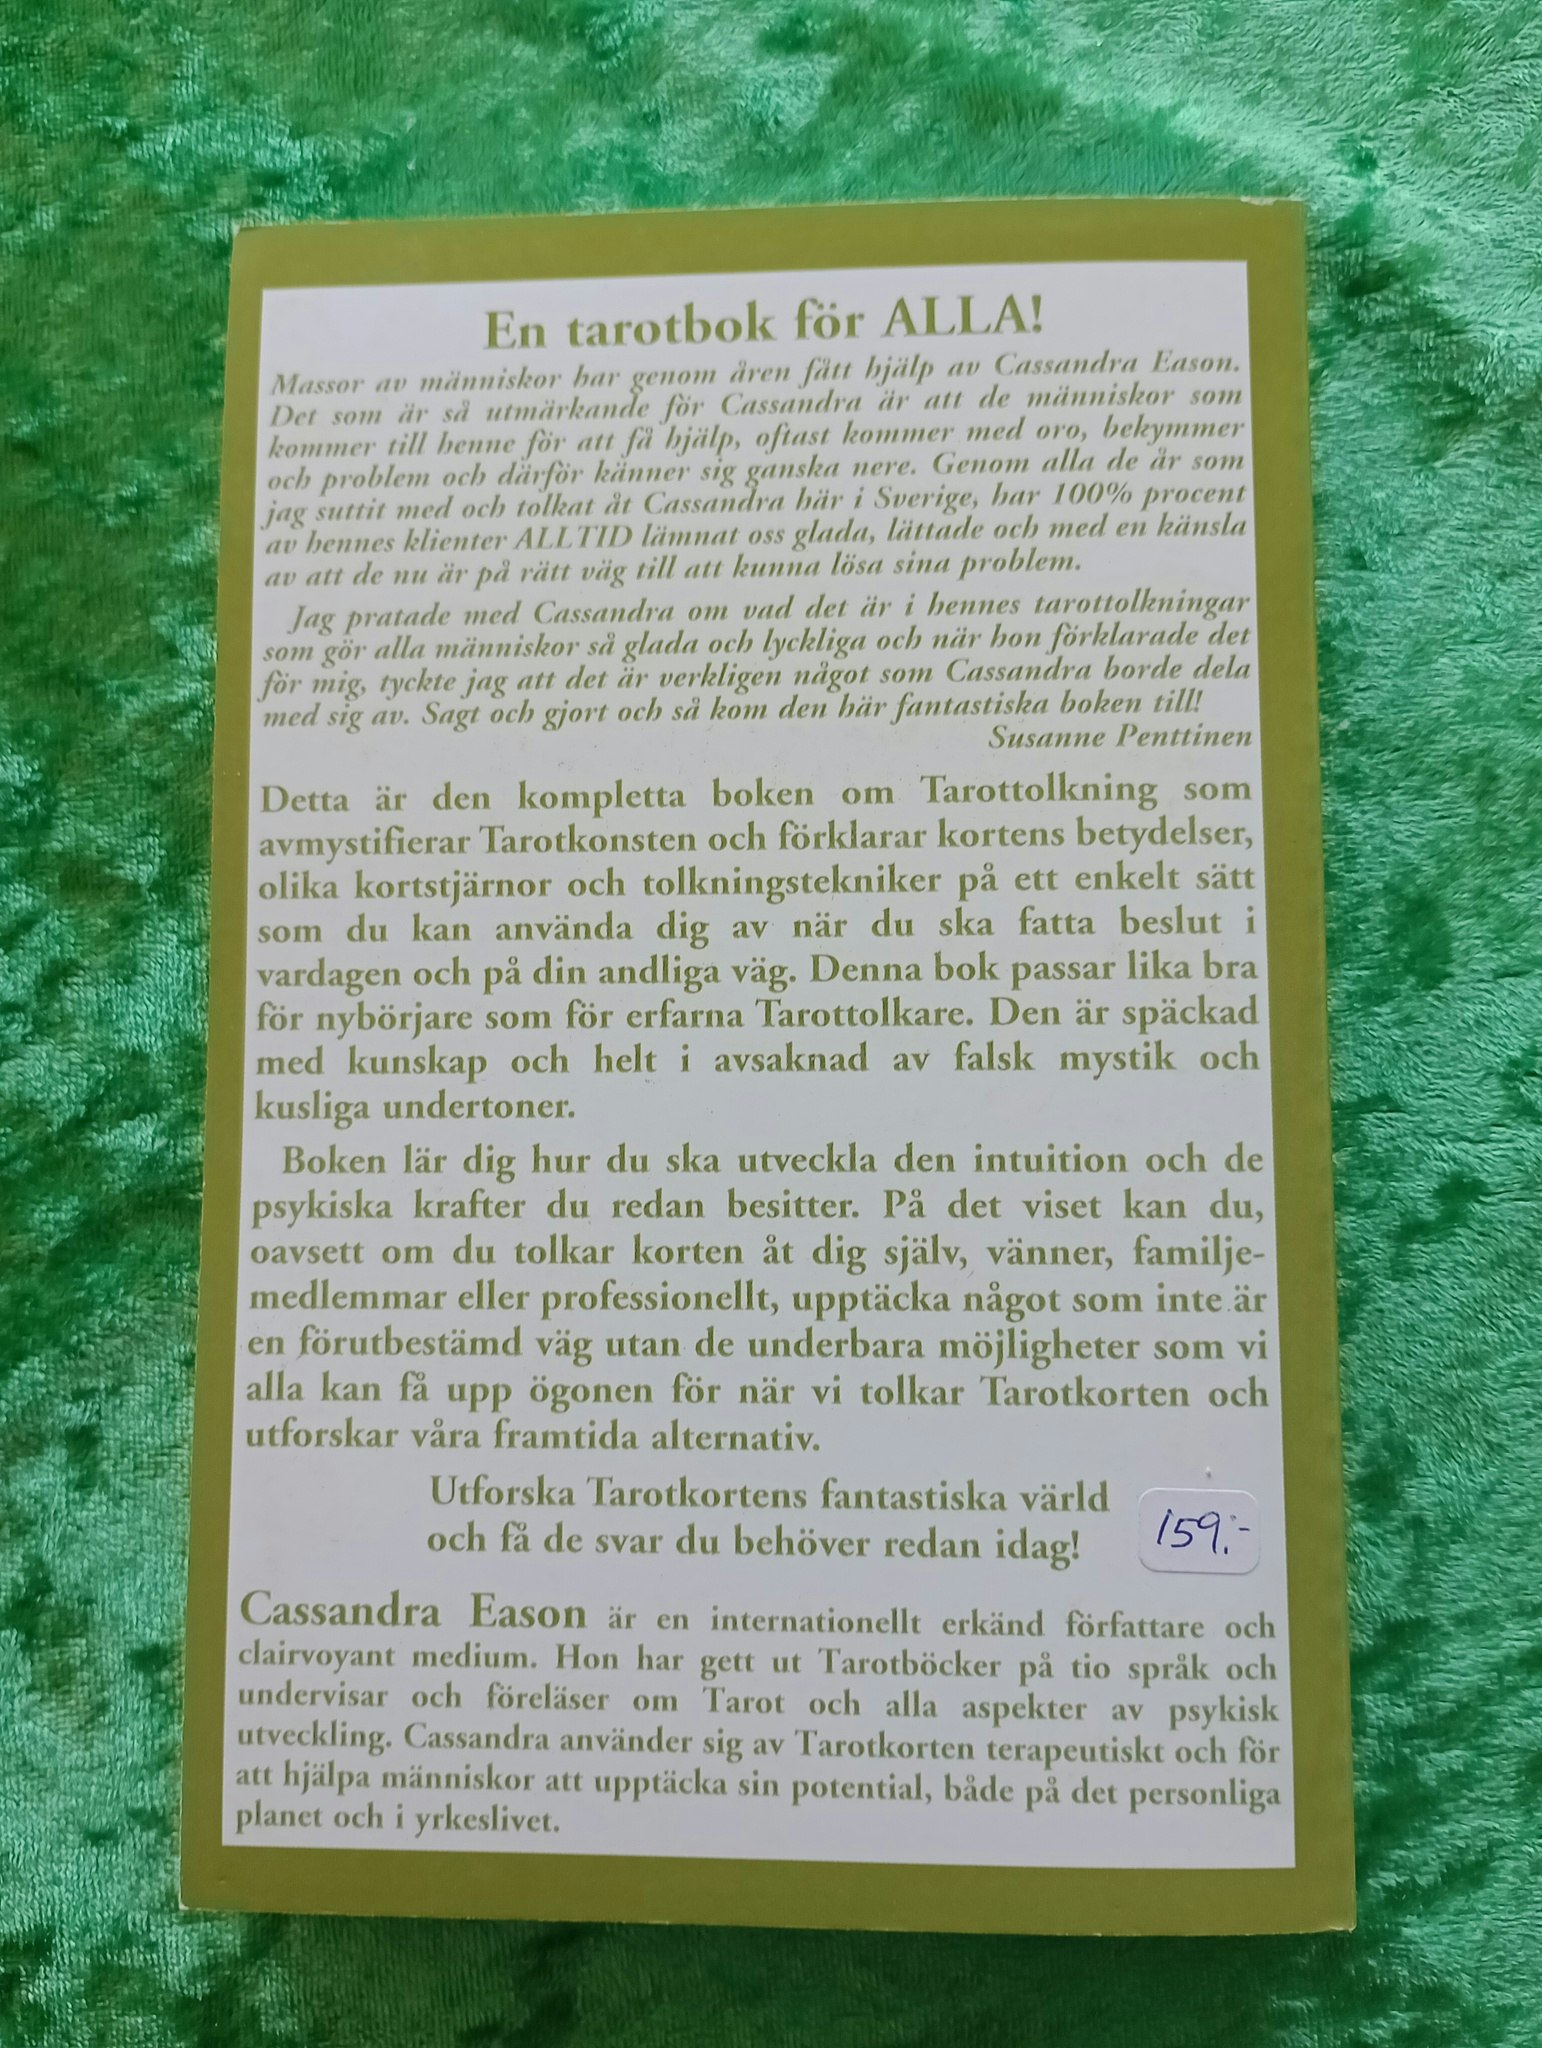 En tarotbok för ALLA!
Massor av människor har genom åren fått hjälp av Cassandra Eason.
Det som är så utmärkande för Cassandra är att de människor som
kommer till henne för att få hjälp, oftast kommer med oro, bekymmer
och problem och därför känner sig ganska nere. Genom alla de år som
jag suttit med och tolkat åt Cassandra här i Sverige, har 100% procent
av hennes klienter ALLTID lämnat oss glada, lättade och med en känsla
av att de nu är på rätt väg till att kunna lösa sina problem.
Jag pratade med Cassandra om vad det är i hennes tarottolkningar
som gör alla människor så glada och lyckliga och när hon förklarade det
för mig, tyckte jag att det är verkligen något som Cassandra borde dela
med sig av. Sagt och gjort och så kom den här fantastiska boken till!
Susanne Penttinen
Detta är den kompletta boken om Tarottolkning som
avmystifierar Tarotkonsten och förklarar kortens betydelser,
olika kortstjärnor och tolkningstekniker på ett enkelt sätt
som du kan använda dig av när du ska fatta beslut i
vardagen och på din andliga väg. Denna bok passar lika bra
för nybörjare som för erfarna Tarottolkare. Den är späckad
med kunskap och helt i avsaknad av falsk mystik och
kusliga undertoner.
Boken lär dig hur du ska utveckla den intuition och de
psykiska krafter du redan besitter. På det viset kan du,
oavsett om du tolkar korten åt dig själv, vänner, familje-
medlemmar eller professionellt, upptäcka något som inte är
en förutbestämd väg utan de underbara möjligheter som vi
alla kan få upp ögonen för när vi tolkar Tarotkorten och
utforskar våra framtida alternativ.
Utforska Tarotkortens fantastiska värld
och få de svar du behöver redan idag!
159:-
Cassandra Eason är en internationellt erkänd författare och
clairvoyant medium. Hon har gett ut Tarotböcker på tio språk och
undervisar och föreläser om Tarot och alla aspekter av psykisk
utveckling. Cassandra använder sig av Tarotkorten terapeutiskt och för
att hjälpa människor att upptäcka sin potential, både på det personliga
planet och i yrkeslivet.